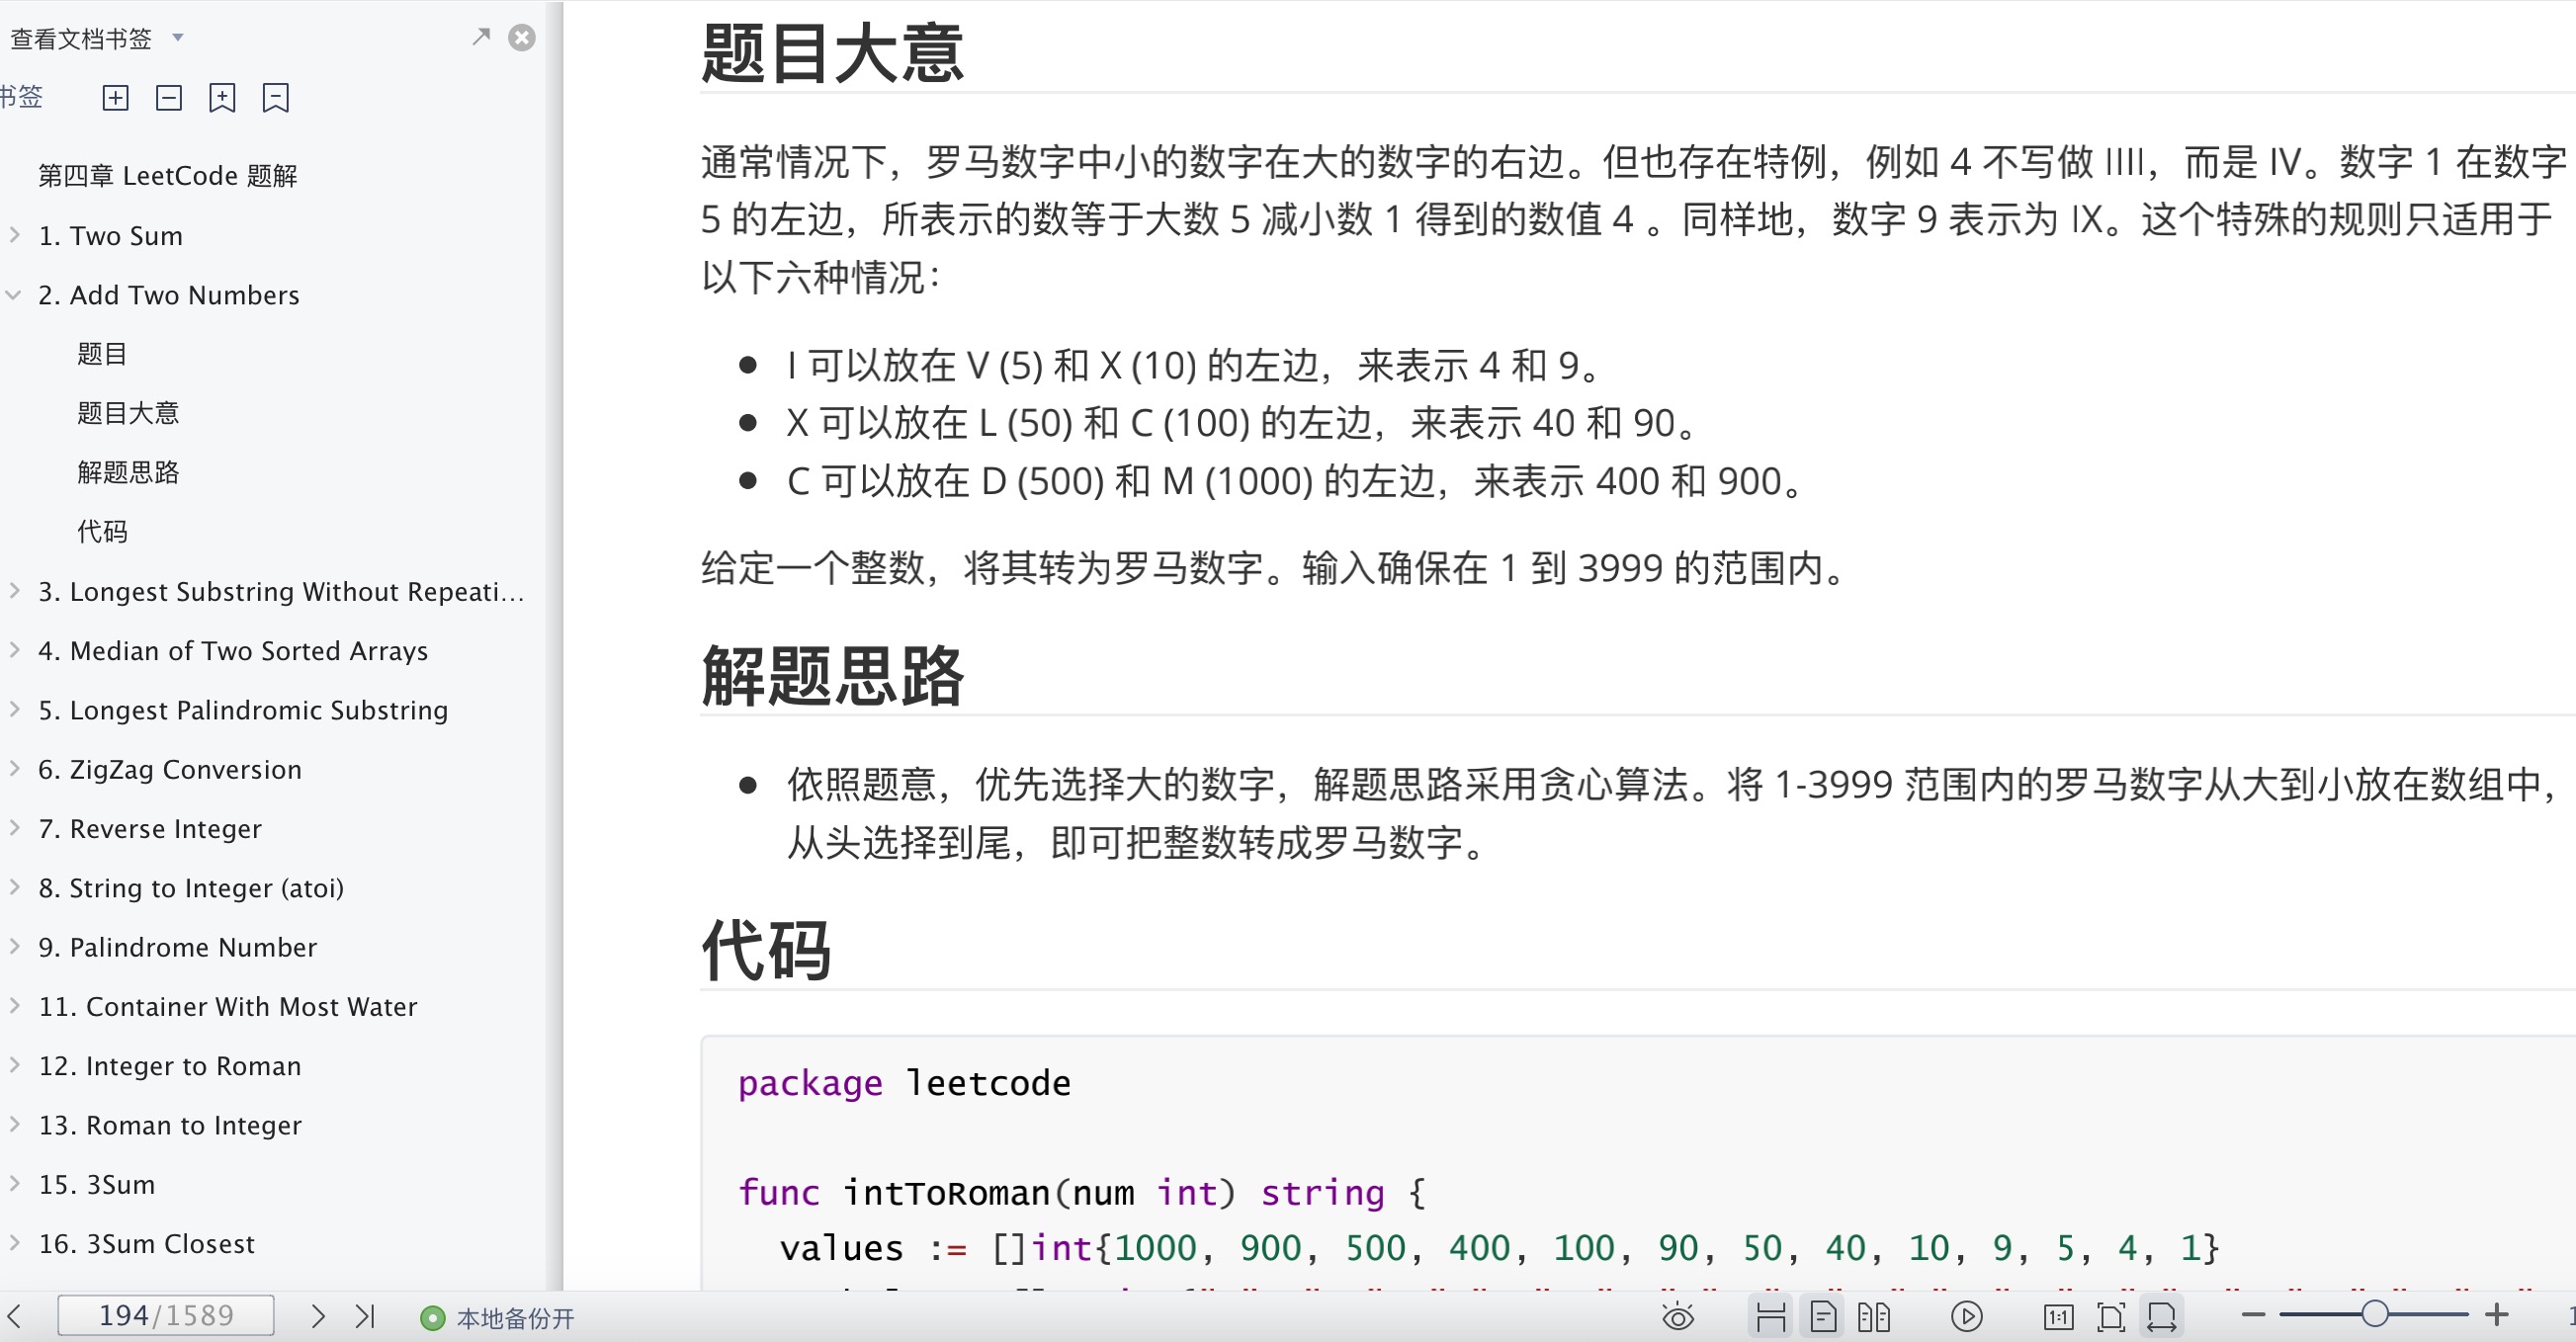 查看文档书签
书签
第四章 LeetCode 题解
1. Two Sum
2. Add Two Numbers
题目
题目大意
解题思路
代码
3. Longest Substring Without Repeati...
4. Median of Two Sorted Arrays
5. Longest Palindromic Substring
6. ZigZag Conversion
7. Reverse Integer
8. String to Integer (atoi)
9. Palindrome Number
11. Container With Most Water
12. Integer to Roman
13. Roman to Integer
15. 3Sum
16. 3Sum Closest
题目大意
通常情况下，罗马数字中小的数字在大的数字的右边。但也存在特例，例如 4 不写做 IIII，而是 IV。数字 1 在数字
5 的左边，所表示的数等于大数 5 减小数 1 得到的数值 4 。同样地，数字 9 表示为 IX。这个特殊的规则只适用于
以下六种情况：
● I 可以放在 V (5) 和 X (10) 的左边，来表示 4 和 9。
● X 可以放在 L (50) 和 C (100) 的左边，来表示 40 和 90。
● C 可以放在 D (500) 和 M (1000) 的左边，来表示 400 和 900。
给定一个整数，将其转为罗马数字。输入确保在 1 到 3999 的范围内。
解题思路
● 依照题意，优先选择大的数字，解题思路采用贪心算法。将 1-3999 范围内的罗马数字从大到小放在数组中，
从头选择到尾，即可把整数转成罗马数字。
代码
package leetcode
func intToRoman(num int) string {
values := []int{1000, 900, 500, 400, 100, 90, 50, 40, 10, 9, 5, 4, 1}
194/1589
本地备份开
1:1